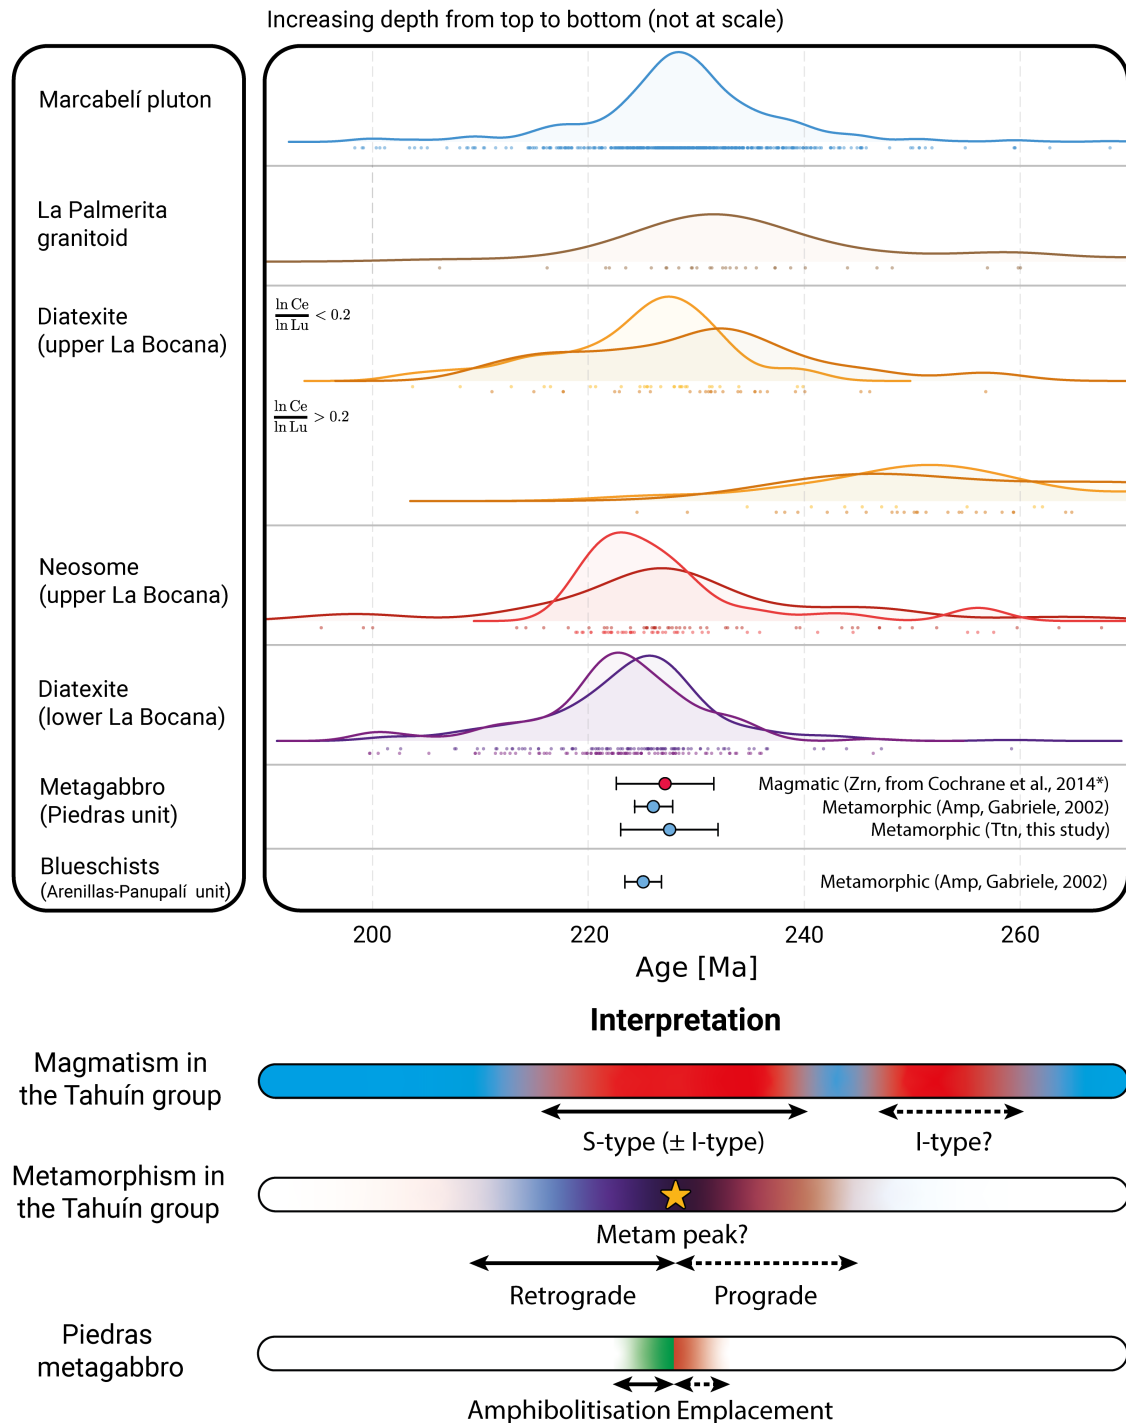 Increasing depth from top to bottom (not at scale)
Marcabelí pluton
La Palmerita
granitoid
Diatexite
(upper La Bocana)
ln Ce
ln Lu
< 0.2
ln Ce
ln Lu
> 0.2
Neosome
(upper La Bocana)
Diatexite
(lower La Bocana)
Metagabbro
(Piedras unit)
Magmatic (Zrn, from Cochrane et al., 2014*)
Metamorphic (Amp, Gabriele, 2002)
Metamorphic (Ttn, this study)
Blueschists
(Arenillas-Panupalí unit)
Metamorphic (Amp, Gabriele, 2002)
200 220 240 260
Age [Ma]
Interpretation
Magmatism in
the Tahuín group
S-type (± I-type)
I-type?
Metamorphism in
the Tahuín group
Metam peak?
Retrograde
Prograde
Piedras
metagabbro
Amphibolitisation Emplacement